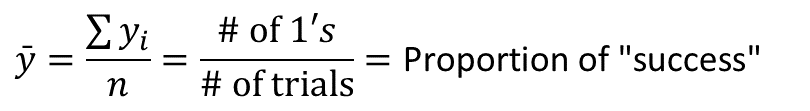 ȳ = ∑ yᵢ / n = # of 1's / # of trials = Proportion of "success"